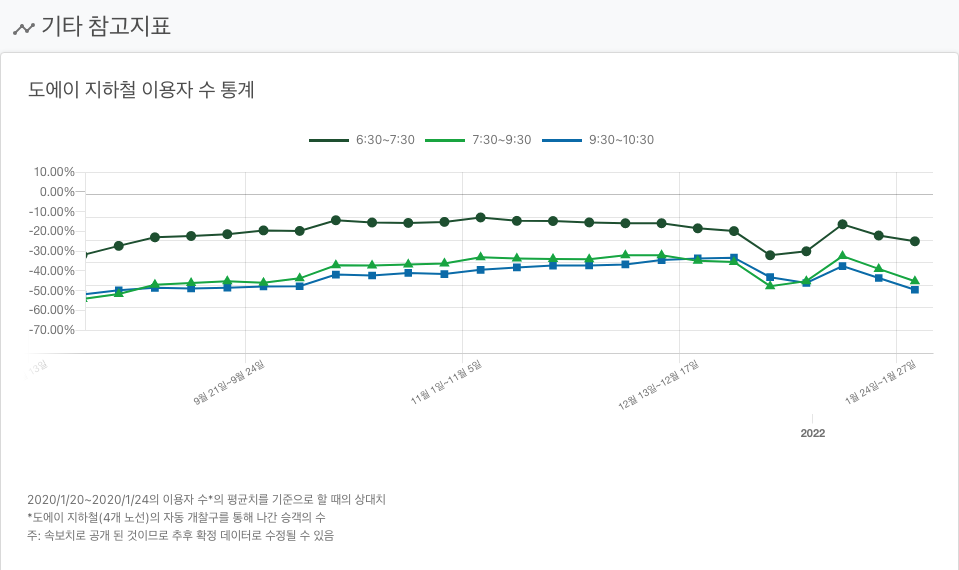 기타 참고지표
도에이 지하철 이용자 수 통계
6:30~7:30 7:30~9:30 9:30~10:30
10.00%
0.00%
-10.00%
-20.00%
-30.00%
-40.00%
-50.00%
-60.00%
-70.00%
13일
9월 21일~9월 24일
11월 1일~11월 5일
12월 13일~12월 17일
1월 24일~1월 27일
2022
2020/1/20~2020/1/24의 이용자 수*의 평균치를 기준으로 할 때의 상대치
*도에이 지하철(4개 노선)의 자동 개찰구를 통해 나간 승객의 수
주: 속보치로 공개 된 것이므로 추후 확정 데이터로 수정될 수 있음